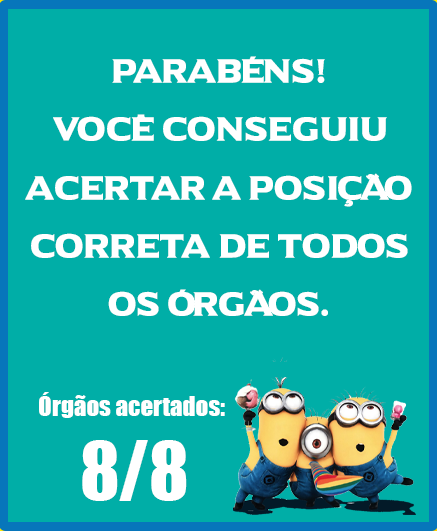 PARABÉNS!
VOCÊ CONSEGUIU
ACERTAR A POSIÇÃO
CORRETA DE TODOS
OS ÓRGÃOS.
Órgãos acertados:
8/8